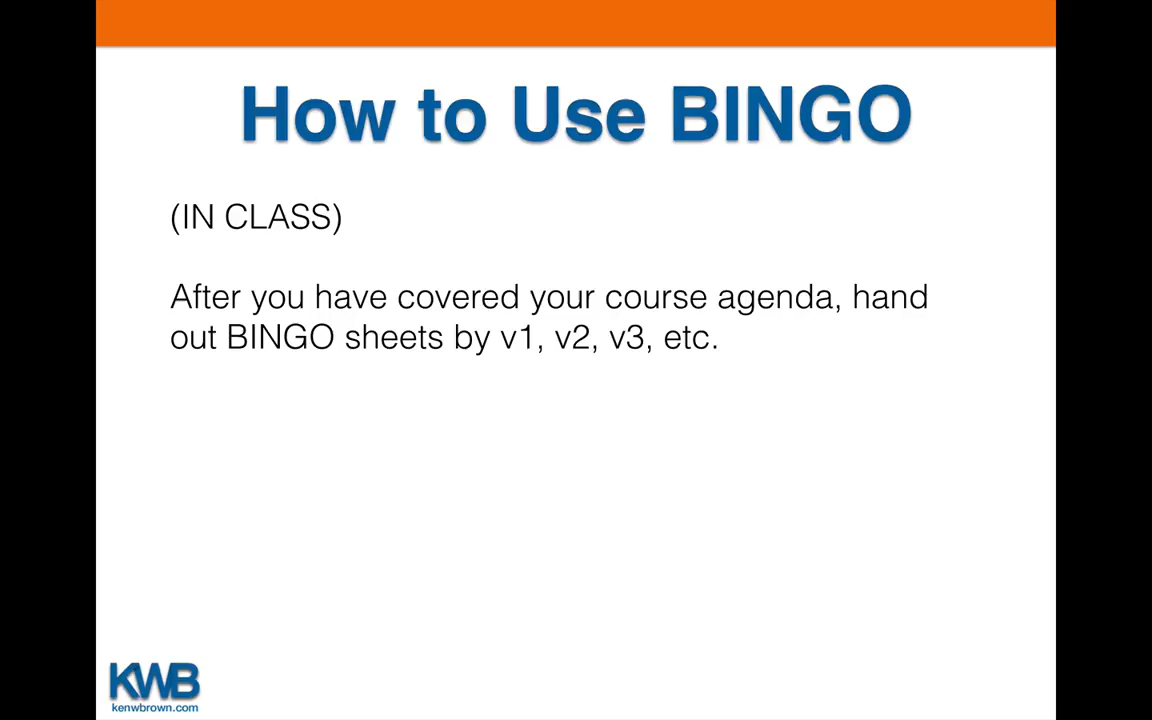 How to Use BINGO
(IN CLASS)
After you have covered your course agenda, hand
out BINGO sheets by v1, v2, v3, etc.
KWB
kenwbrown.com